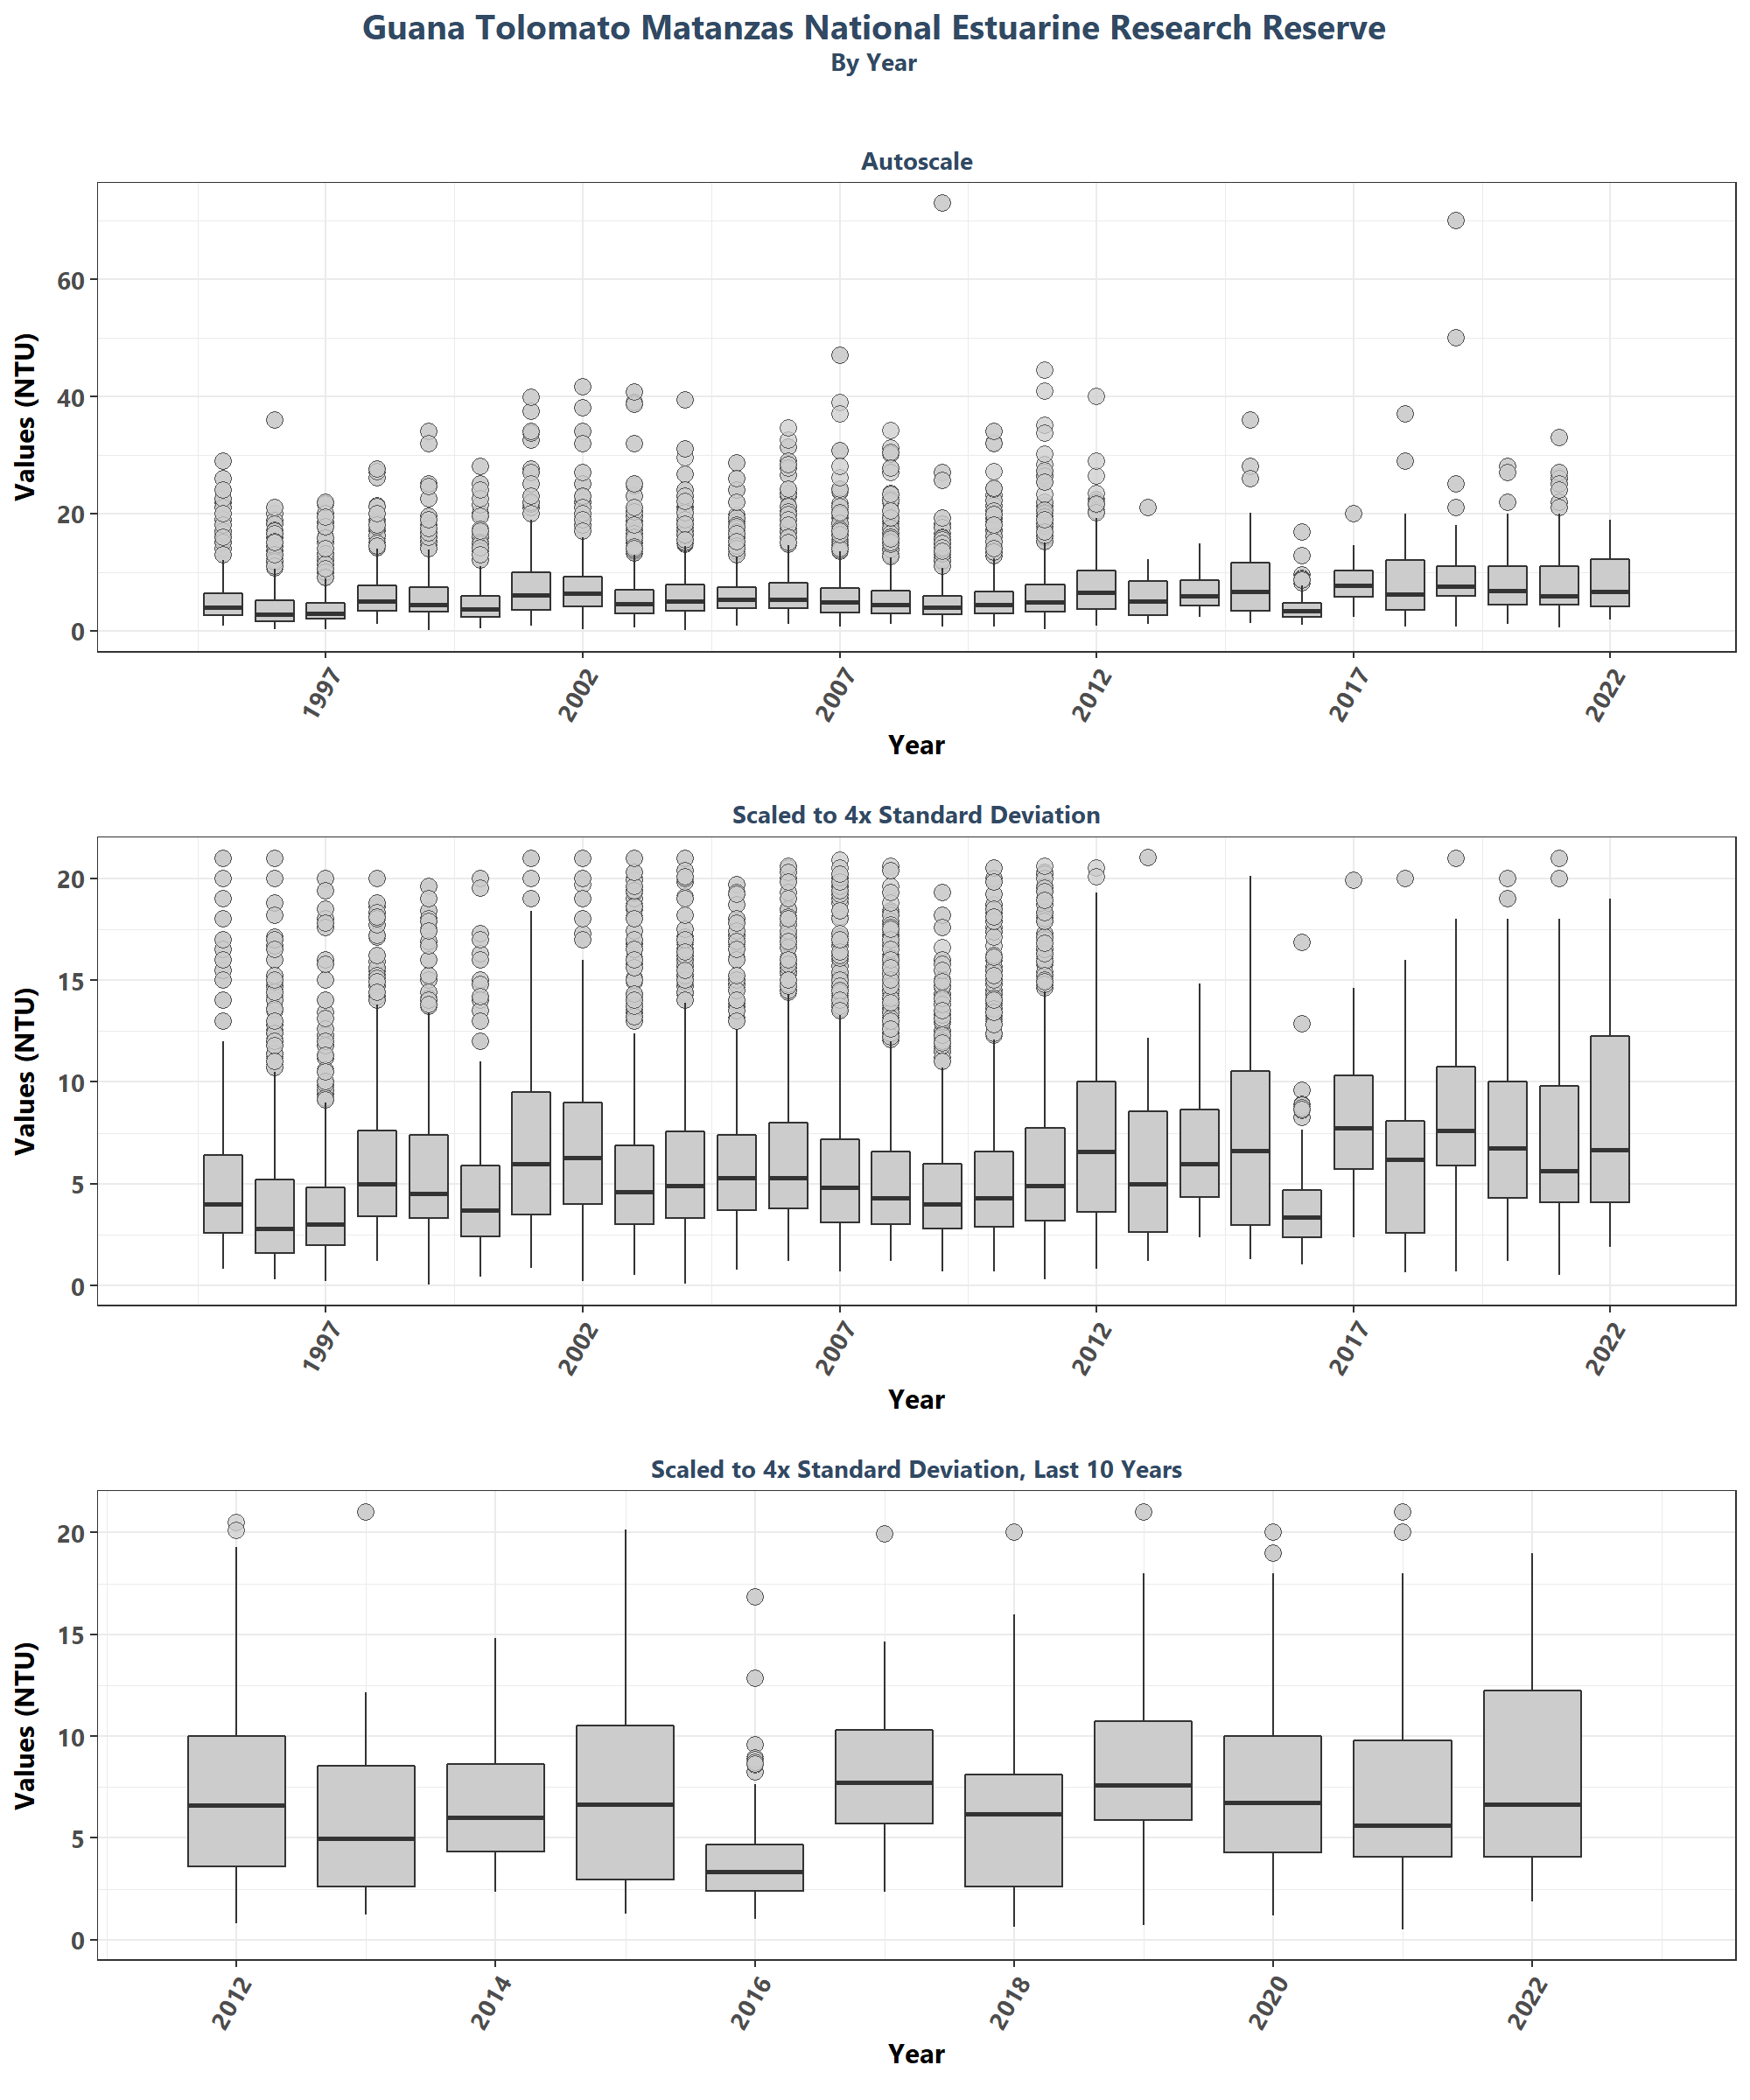 Guana Tolomato Matanzas National Estuarine Research Reserve
By Year
Autoscale
Values (NTU)
60
40
20
0
1997
2002
2007
2012
2017
2022
Year
Scaled to 4x Standard Deviation
Values (NTU)
20
15
10
5
0
1997
2002
2007
2012
2017
2022
Year
Scaled to 4x Standard Deviation, Last 10 Years
Values (NTU)
20
15
10
5
0
2012
2014
2016
2018
2020
2022
Year